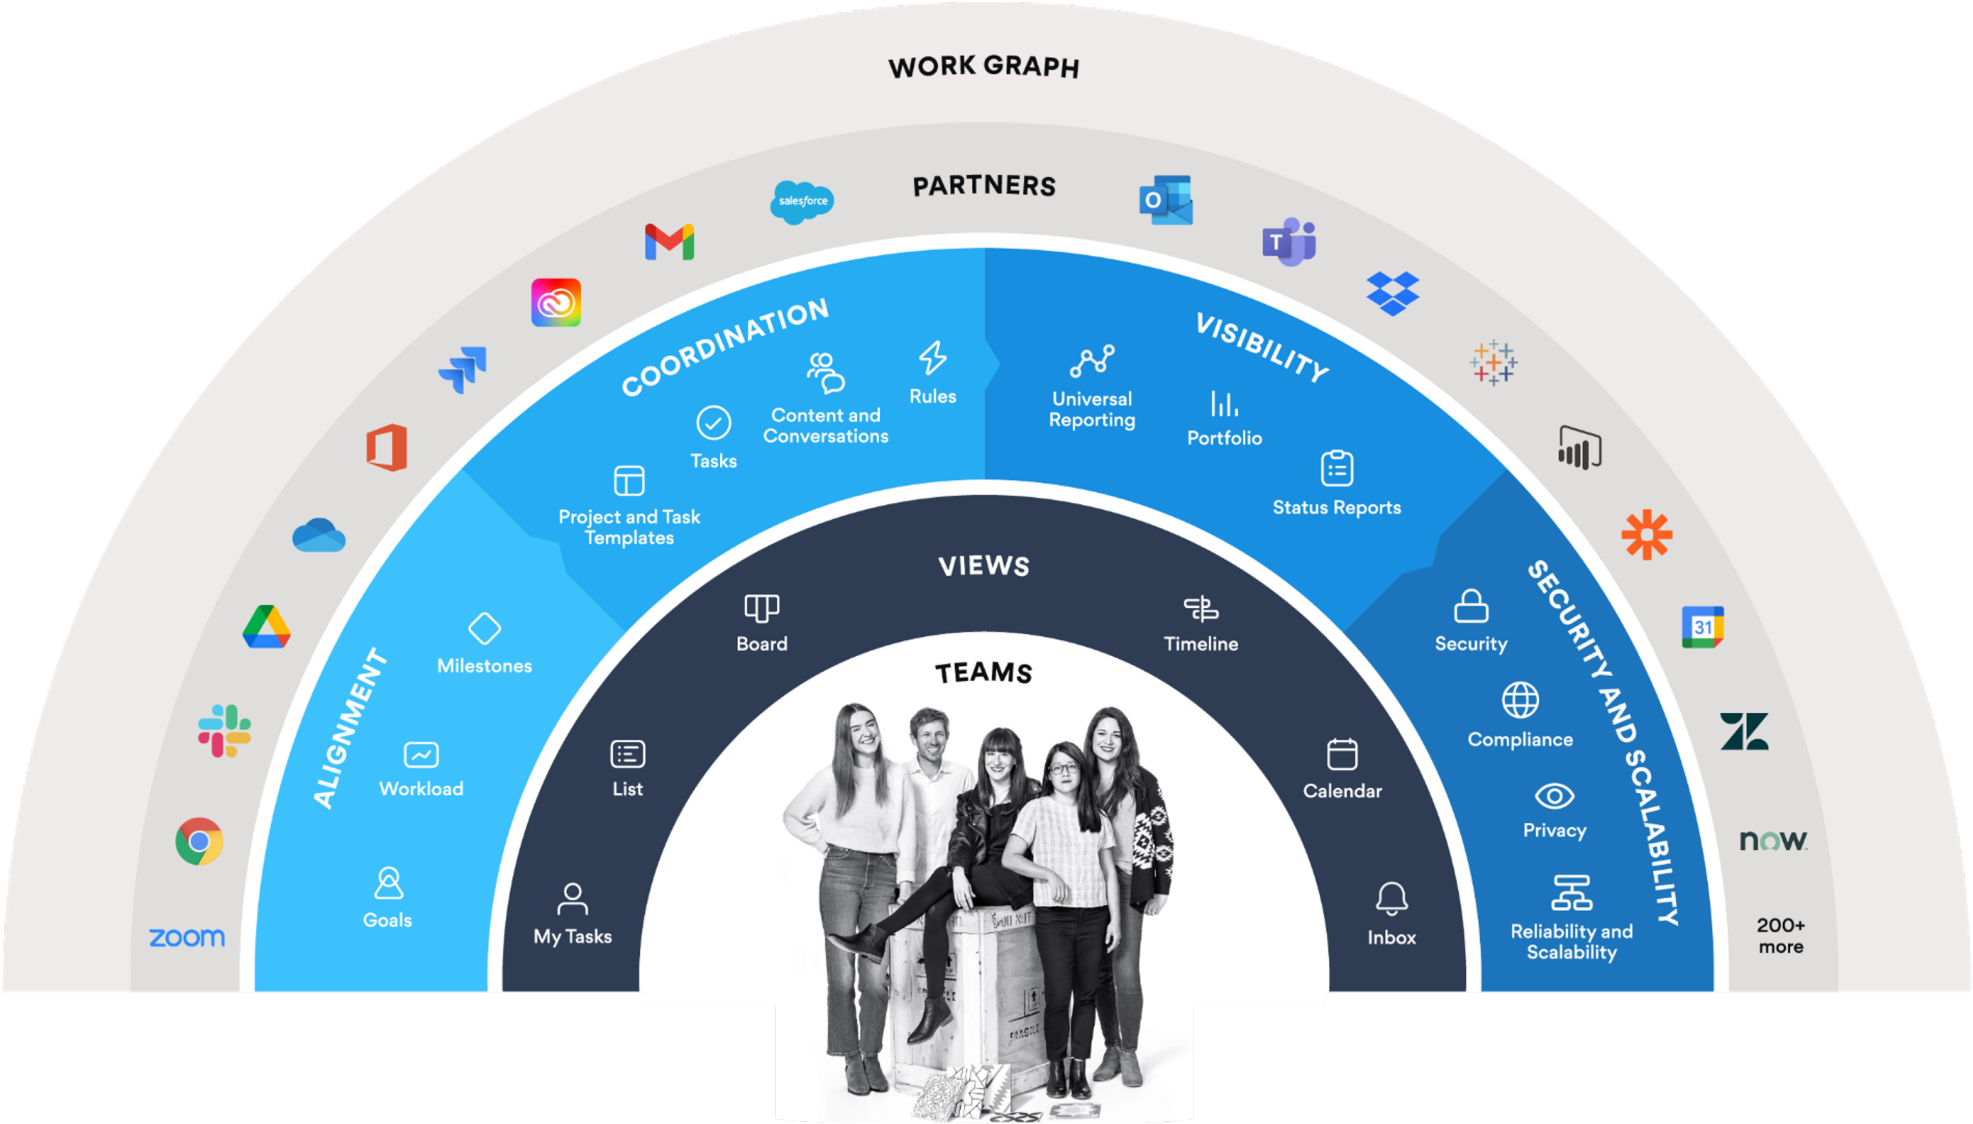 WORK GRAPH
PARTNERS
salesforce
O
T
31
now.
200+
more
zoom
COORDINATION
Project and Task
Templates
Tasks
Content and
Conversations
Rules
VISIBILITY
Universal
Reporting
Portfolio
Status Reports
ALIGNMENT
Milestones
Workload
Goals
SECURITY AND SCALABILITY
Security
Compliance
Privacy
Reliability and
Scalability
VIEWS
Board
Timeline
List
Calendar
My Tasks
Inbox
TEAMS
FRAGILE